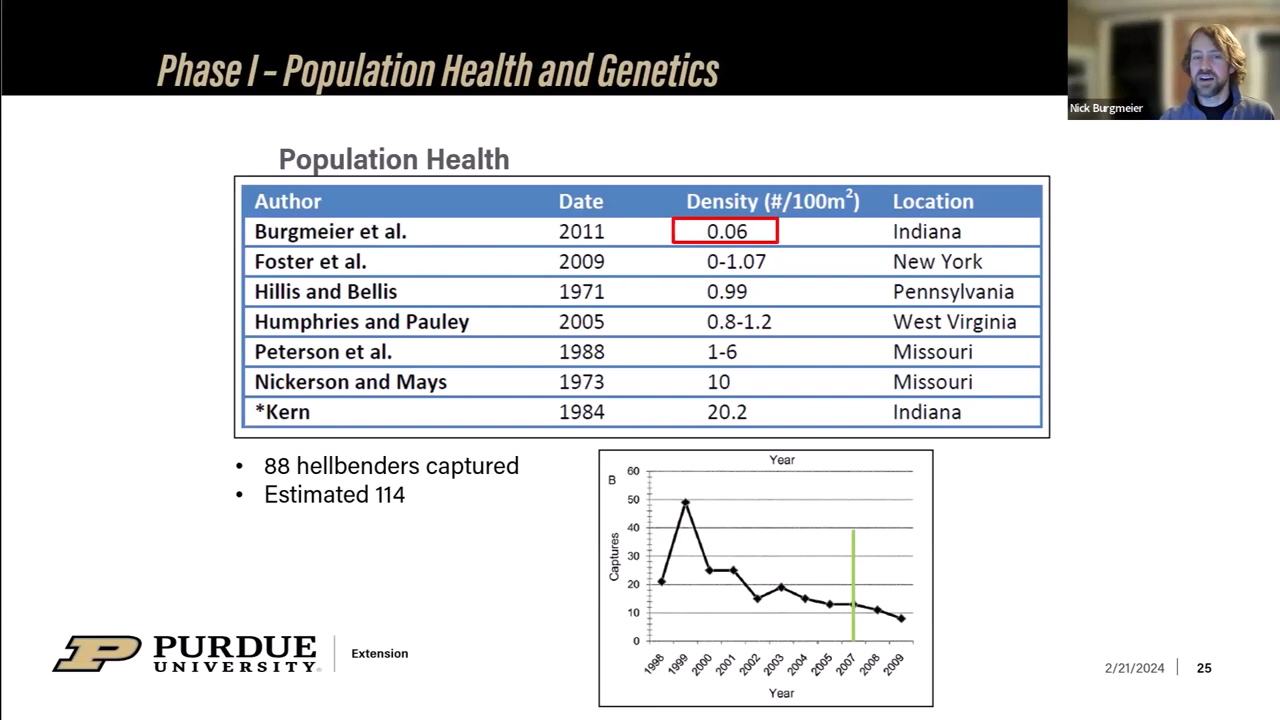 Phase I – Population Health and Genetics
Nick Burgmeier
Population Health
Author Date Density (#/100m²) Location
Burgmeier et al. 2011 0.06 Indiana
Foster et al. 2009 0-1.07 New York
Hillis and Bellis 1971 0.99 Pennsylvania
Humphries and Pauley 2005 0.8-1.2 West Virginia
Peterson et al. 1988 1-6 Missouri
Nickerson and Mays 1973 10 Missouri
*Kern 1984 20.2 Indiana
• 88 hellbenders captured
• Estimated 114
Year
B
60
50
40
30
20
10
0
Captures
1998 1999 2000 2001 2002 2003 2004 2005 2007 2008 2009
Year
P PURDUE
UNIVERSITY
Extension
2/21/2024 25